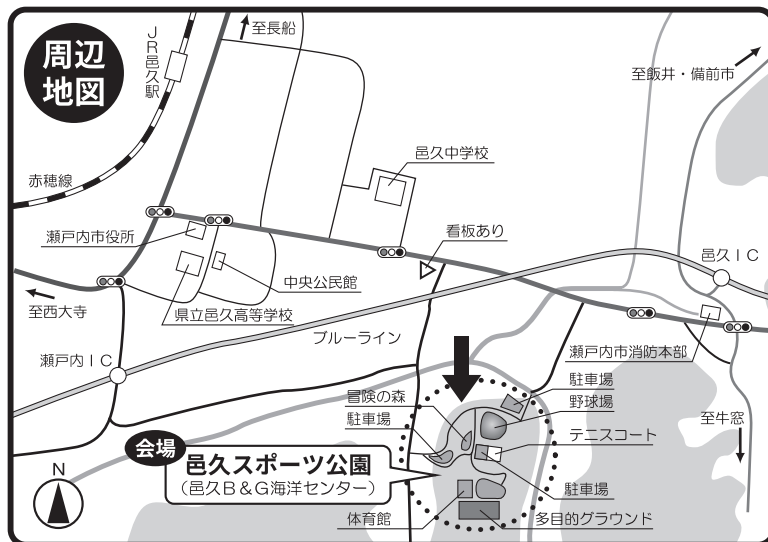 周辺
地図
JR邑久駅
至長船
至飯井・備前市
赤穂線
邑久中学校
看板あり
瀬戸内市役所
邑久IC
中央公民館
至西大寺
県立邑久高等学校
ブルーライン
瀬戸内市消防本部
瀬戸内IC
駐車場
冒険の森
野球場
駐車場
テニスコート
至牛窓
会場
邑久スポーツ公園
(邑久B&G海洋センター)
N
駐車場
体育館
多目的グラウンド